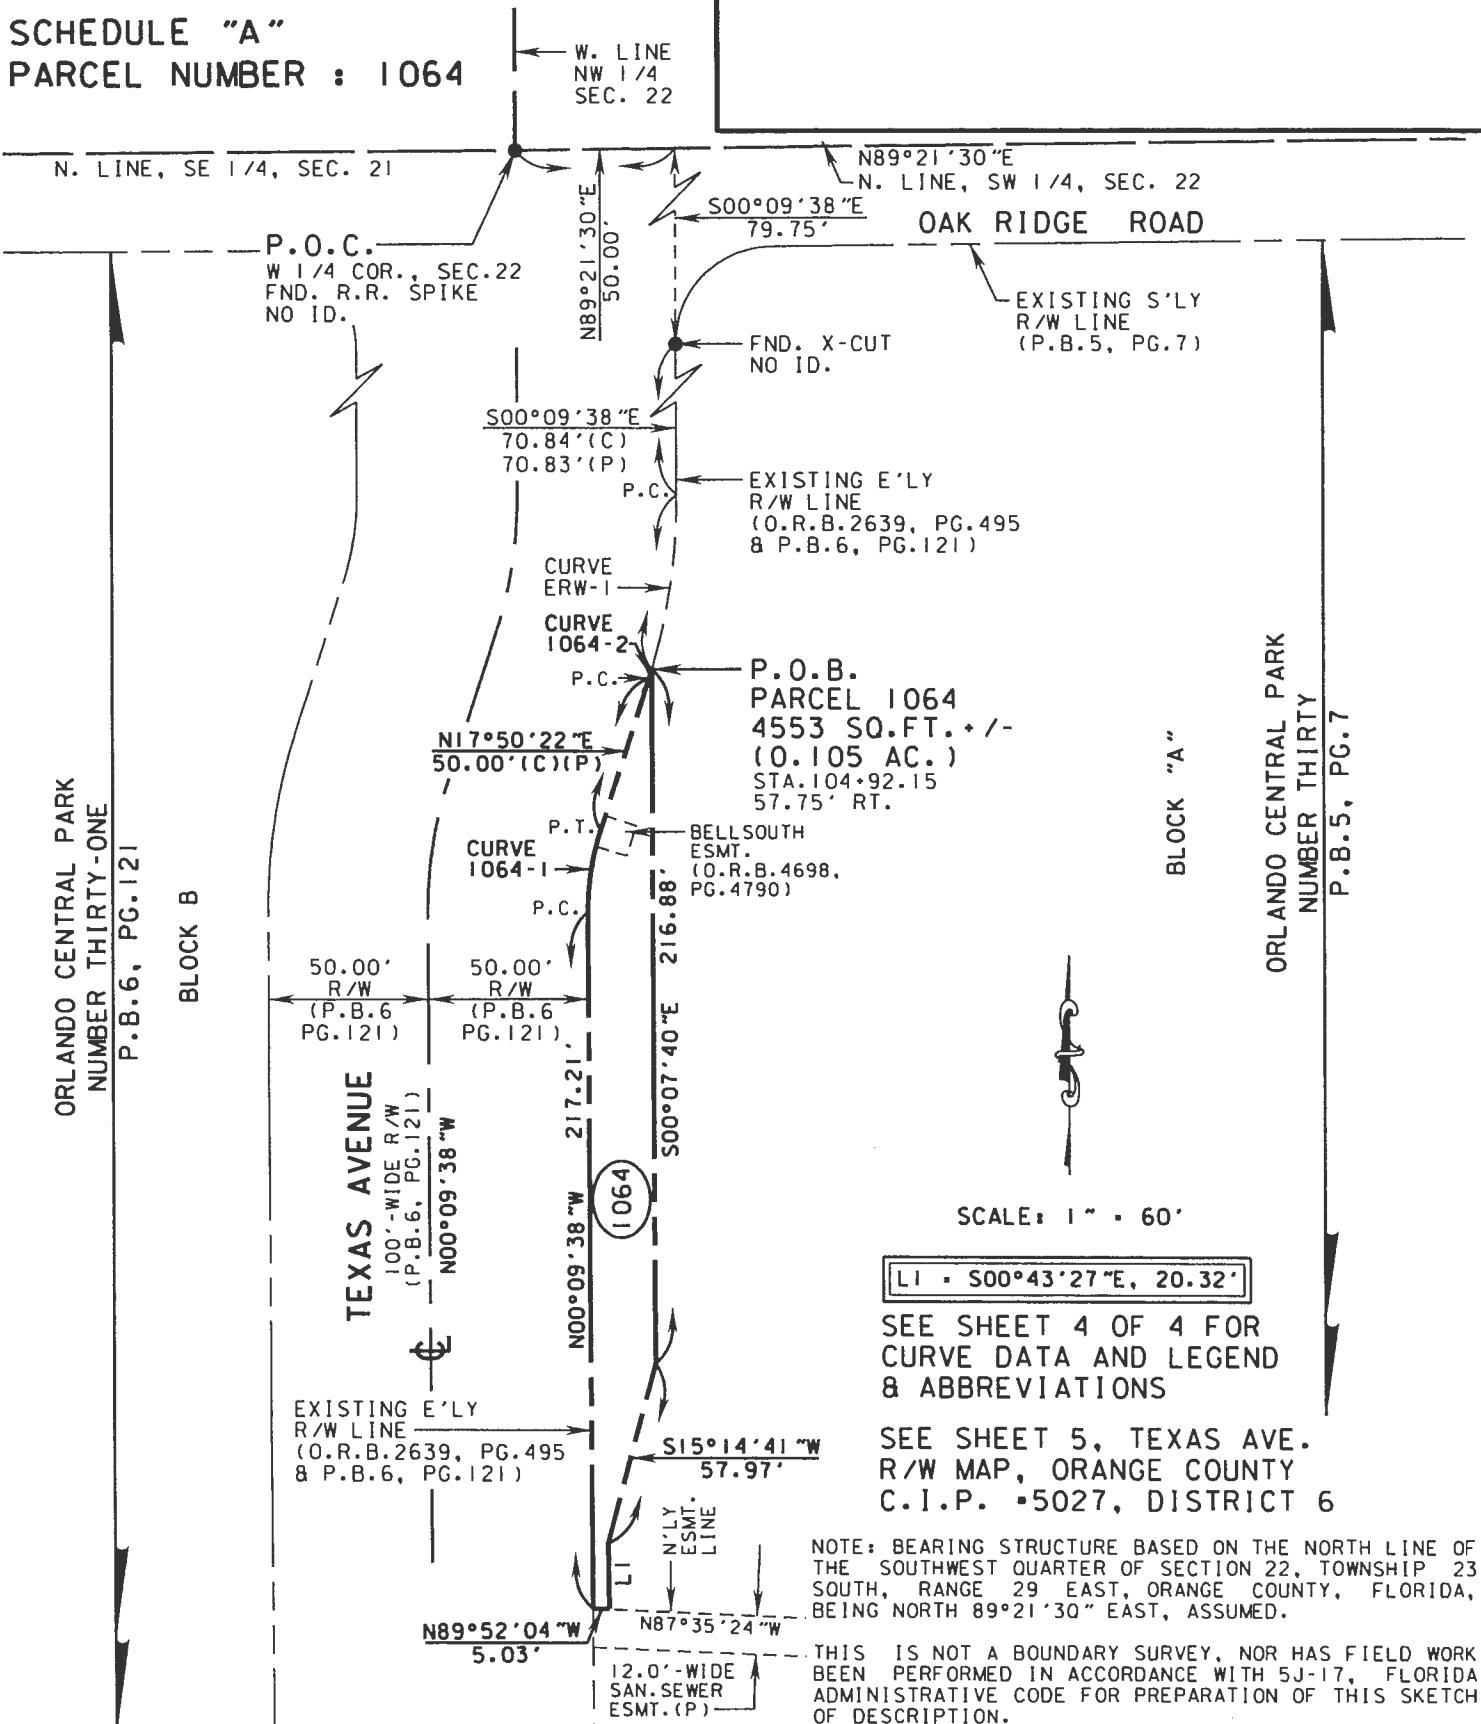 SCHEDULE "A"
PARCEL NUMBER : 1064
W. LINE
NW 1/4
SEC. 22
N. LINE, SE 1/4, SEC. 21
N89°21'30"E
N. LINE, SW 1/4, SEC. 22
S00°09'38"E
79.75'
OAK RIDGE ROAD
P.O.C.
W 1/4 COR., SEC.22
FND. R.R. SPIKE
NO ID.
N89°21'30"E
50.00'
EXISTING S'LY
R/W LINE
(P.B.5, PG.7)
FND. X-CUT
NO ID.
S00°09'38"E
70.84'(C)
70.83'(P)
P.C.
EXISTING E'LY
R/W LINE
(O.R.B.2639, PG.495
& P.B.6, PG.121)
CURVE
ERW-1
CURVE
1064-2
P.C.
P.O.B.
PARCEL 1064
4553 SQ.FT.+/-
(0.105 AC.)
STA.104+92.15
57.75' RT.
N17°50'22"E
50.00'(C)(P)
P.T.
BELLSOUTH
ESMT.
(O.R.B.4698,
PG.4790)
CURVE
1064-1
P.C.
ORLANDO CENTRAL PARK
NUMBER THIRTY-ONE
P.B.6, PG.121
BLOCK B
50.00'
R/W
(P.B.6
PG.121)
50.00'
R/W
(P.B.6
PG.121)
S00°07'40"E 216.88'
N00°09'38"W 217.21'
1064
TEXAS AVENUE
100'-WIDE R/W
(P.B.6, PG.121)
N00°09'38"W
BLOCK "A"
ORLANDO CENTRAL PARK
NUMBER THIRTY
P.B.5, PG.7
SCALE: 1" = 60'
L1 = S00°43'27"E, 20.32'
SEE SHEET 4 OF 4 FOR
CURVE DATA AND LEGEND
& ABBREVIATIONS
SEE SHEET 5, TEXAS AVE.
R/W MAP, ORANGE COUNTY
C.I.P. #5027, DISTRICT 6
EXISTING E'LY
R/W LINE
(O.R.B.2639, PG.495
& P.B.6, PG.121)
S15°14'41"W
57.97'
N'LY
ESMT.
LINE
L1
N89°52'04"W
5.03'
N87°35'24"W
12.0'-WIDE
SAN.SEWER
ESMT.(P)
NOTE: BEARING STRUCTURE BASED ON THE NORTH LINE OF
THE SOUTHWEST QUARTER OF SECTION 22, TOWNSHIP 23
SOUTH, RANGE 29 EAST, ORANGE COUNTY, FLORIDA,
BEING NORTH 89°21'30" EAST, ASSUMED.
THIS IS NOT A BOUNDARY SURVEY, NOR HAS FIELD WORK
BEEN PERFORMED IN ACCORDANCE WITH 5J-17, FLORIDA
ADMINISTRATIVE CODE FOR PREPARATION OF THIS SKETCH
OF DESCRIPTION.